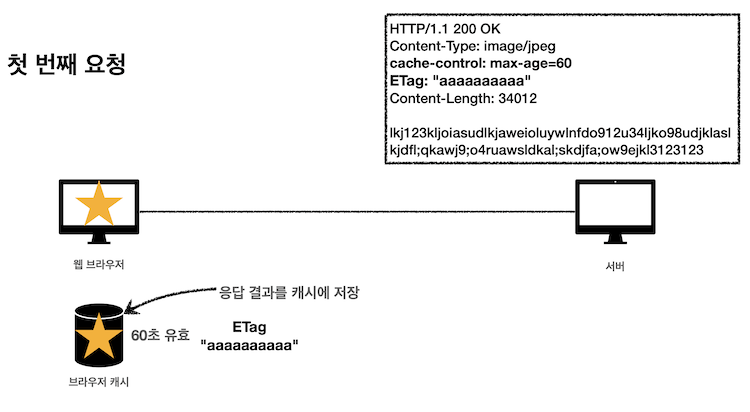 첫 번째 요청
HTTP/1.1 200 OK
Content-Type: image/jpeg
cache-control: max-age=60
ETag: "aaaaaaaaaa"
Content-Length: 34012
lkj123kljoiasudlkjaweioluywlnfdo912u34ljko98udjklasl
kjdfl;qkawj9;o4ruawsldkal;skdjfa;ow9ejkl3123123
웹 브라우저
서버
응답 결과를 캐시에 저장
60초 유효
ETag
"aaaaaaaaaa"
브라우저 캐시